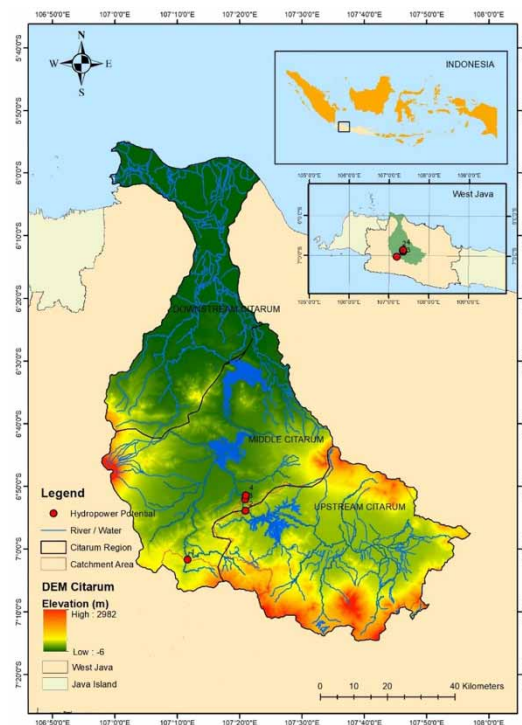 106°50'0"E 107°0'0"E 107°10'0"E 107°20'0"E 107°30'0"E 107°40'0"E 107°50'0"E 108°0'0"E
N
W E
S
INDONESIA
West Java
5°40'0"S
5°50'0"S
6°0'0"S
6°10'0"S
6°20'0"S
6°30'0"S
6°40'0"S
6°50'0"S
7°0'0"S
7°10'0"S
7°20'0"S
DOWNSTREAM CITARUM
MIDDLE CITARUM
UPSTREAM CITARUM
4
Legend
Hydropower Potential
River / Water
Citarum Region
Catchment Area
DEM Citarum
Elevation (m)
High : 2982
Low : -6
West Java
Java Island
0 5 10 20 30 40 Kilometers
106°50'0"E 107°0'0"E 107°10'0"E 107°20'0"E 107°30'0"E 107°40'0"E 107°50'0"E 108°0'0"E